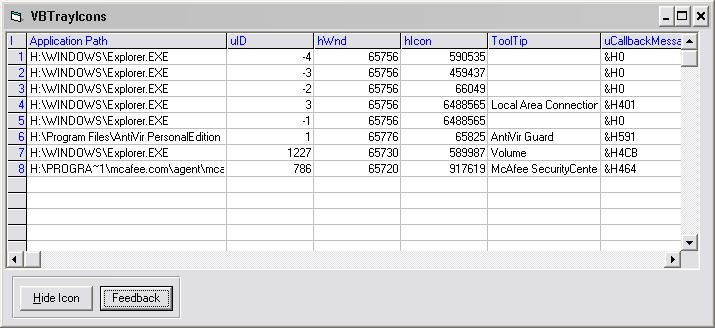 VBTrayIcons
I Application Path uID hWnd hIcon ToolTip uCallbackMessa
1 H:\WINDOWS\Explorer.EXE -4 65756 590535 &H0
2 H:\WINDOWS\Explorer.EXE -3 65756 459437 &H0
3 H:\WINDOWS\Explorer.EXE -2 65756 66049 &H0
4 H:\WINDOWS\Explorer.EXE 3 65756 6488565 Local Area Connection &H401
5 H:\WINDOWS\Explorer.EXE -1 65756 6488565 &H0
6 H:\Program Files\AntiVir PersonalEdition 1 65776 65825 AntiVir Guard &H591
7 H:\WINDOWS\Explorer.EXE 1227 65730 589987 Volume &H4CB
8 H:\PROGRA~1\mcafee.com\agent\mca 786 65720 917619 McAfee SecurityCente &H464
Hide Icon Feedback